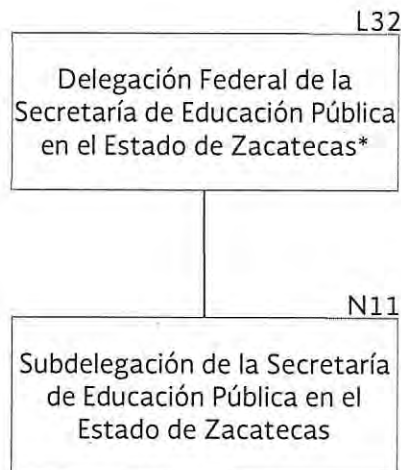 L32
Delegación Federal de la
Secretaría de Educación Pública
en el Estado de Zacatecas*
N11
Subdelegación de la Secretaría
de Educación Pública en el
Estado de Zacatecas